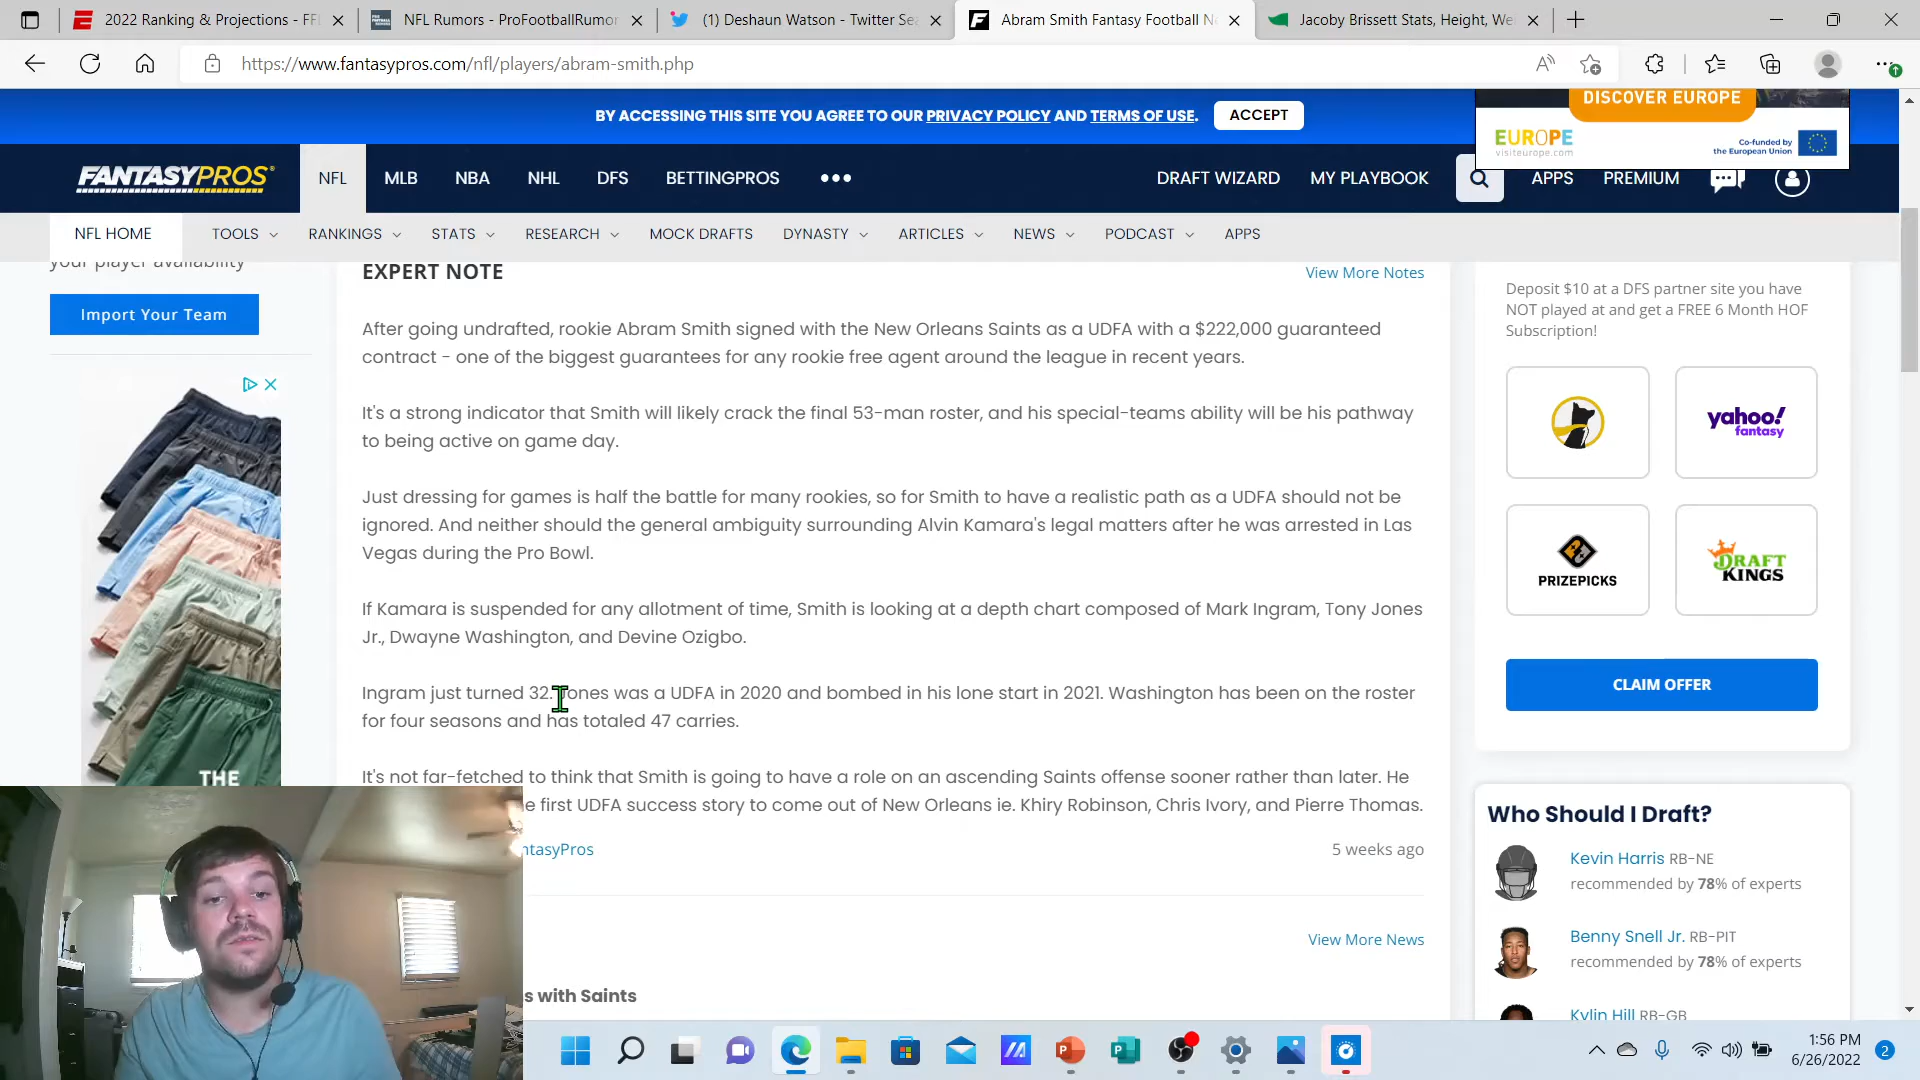 2022 Ranking & Projections - FFL
NFL Rumors - ProFootballRumor
(1) Deshaun Watson - Twitter Sea
Abram Smith Fantasy Football N
Jacoby Brissett Stats, Height, We
https://www.fantasypros.com/nfl/players/abram-smith.php
BY ACCESSING THIS SITE YOU AGREE TO OUR PRIVACY POLICY AND TERMS OF USE.
ACCEPT
DISCOVER EUROPE
EUROPE
visiteurope.com
Co-funded by
the European Union
FANTASYPROS
NFL
MLB
NBA
NHL
DFS
BETTINGPROS
DRAFT WIZARD
MY PLAYBOOK
APPS
PREMIUM
NFL HOME
TOOLS
RANKINGS
STATS
RESEARCH
MOCK DRAFTS
DYNASTY
ARTICLES
NEWS
PODCAST
APPS
your player availability
Import Your Team
THE
EXPERT NOTE
View More Notes
After going undrafted, rookie Abram Smith signed with the New Orleans Saints as a UDFA with a $222,000 guaranteed
contract - one of the biggest guarantees for any rookie free agent around the league in recent years.
It's a strong indicator that Smith will likely crack the final 53-man roster, and his special-teams ability will be his pathway
to being active on game day.
Just dressing for games is half the battle for many rookies, so for Smith to have a realistic path as a UDFA should not be
ignored. And neither should the general ambiguity surrounding Alvin Kamara's legal matters after he was arrested in Las
Vegas during the Pro Bowl.
If Kamara is suspended for any allotment of time, Smith is looking at a depth chart composed of Mark Ingram, Tony Jones
Jr., Dwayne Washington, and Devine Ozigbo.
Ingram just turned 32. Jones was a UDFA in 2020 and bombed in his lone start in 2021. Washington has been on the roster
for four seasons and has totaled 47 carries.
It's not far-fetched to think that Smith is going to have a role on an ascending Saints offense sooner rather than later. He
e first UDFA success story to come out of New Orleans ie. Khiry Robinson, Chris Ivory, and Pierre Thomas.
ntasyPros
5 weeks ago
View More News
s with Saints
Deposit $10 at a DFS partner site you have
NOT played at and get a FREE 6 Month HOF
Subscription!
yahoo!
fantasy
PRIZEPICKS
DRAFT
KINGS
CLAIM OFFER
Who Should I Draft?
Kevin Harris RB-NE
recommended by 78% of experts
Benny Snell Jr. RB-PIT
recommended by 78% of experts
Kylin Hill RB-GB
1:56 PM
6/26/2022
2